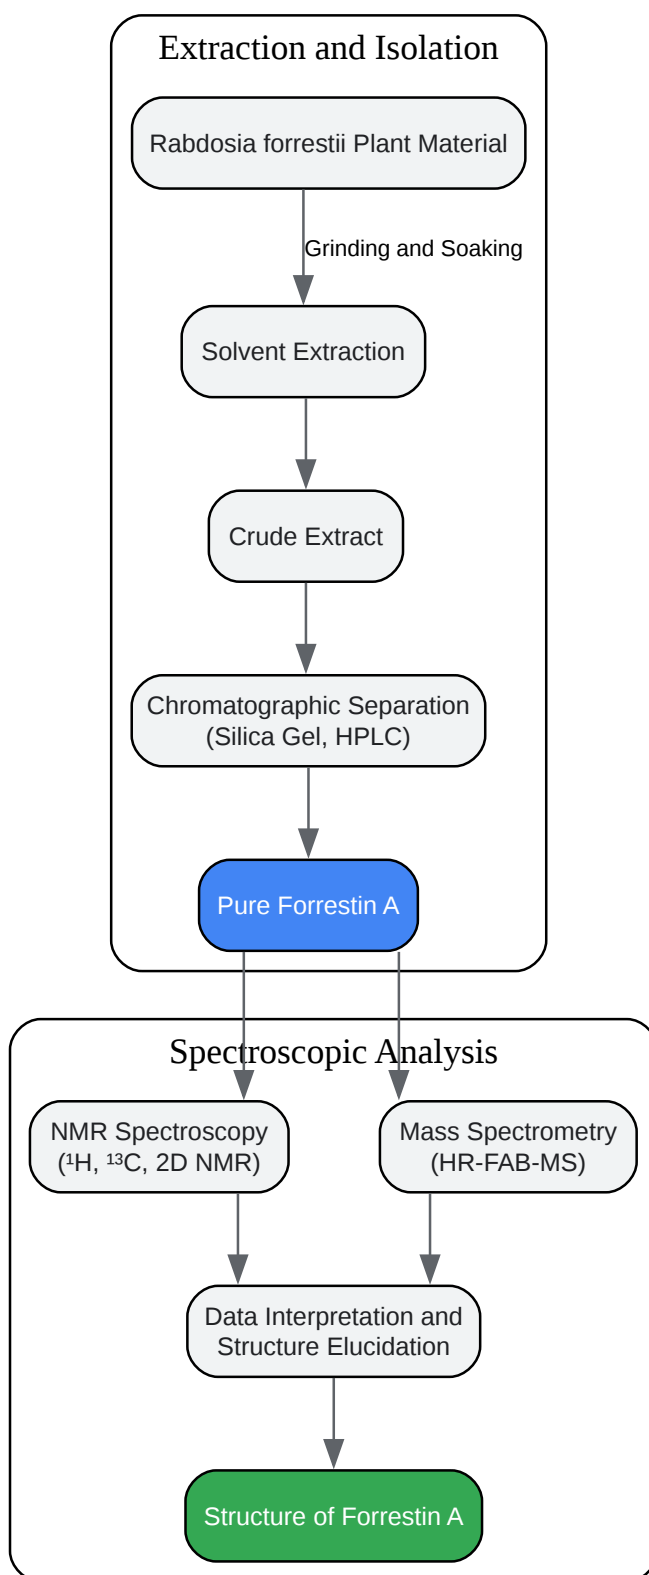 Extraction and Isolation
Rabdosia forrestii Plant Material
Grinding and Soaking
Solvent Extraction
Crude Extract
Chromatographic Separation
(Silica Gel, HPLC)
Pure Forrestin A
Spectroscopic Analysis
NMR Spectroscopy
(¹H, ¹³C, 2D NMR)
Mass Spectrometry
(HR-FAB-MS)
Data Interpretation and
Structure Elucidation
Structure of Forrestin A